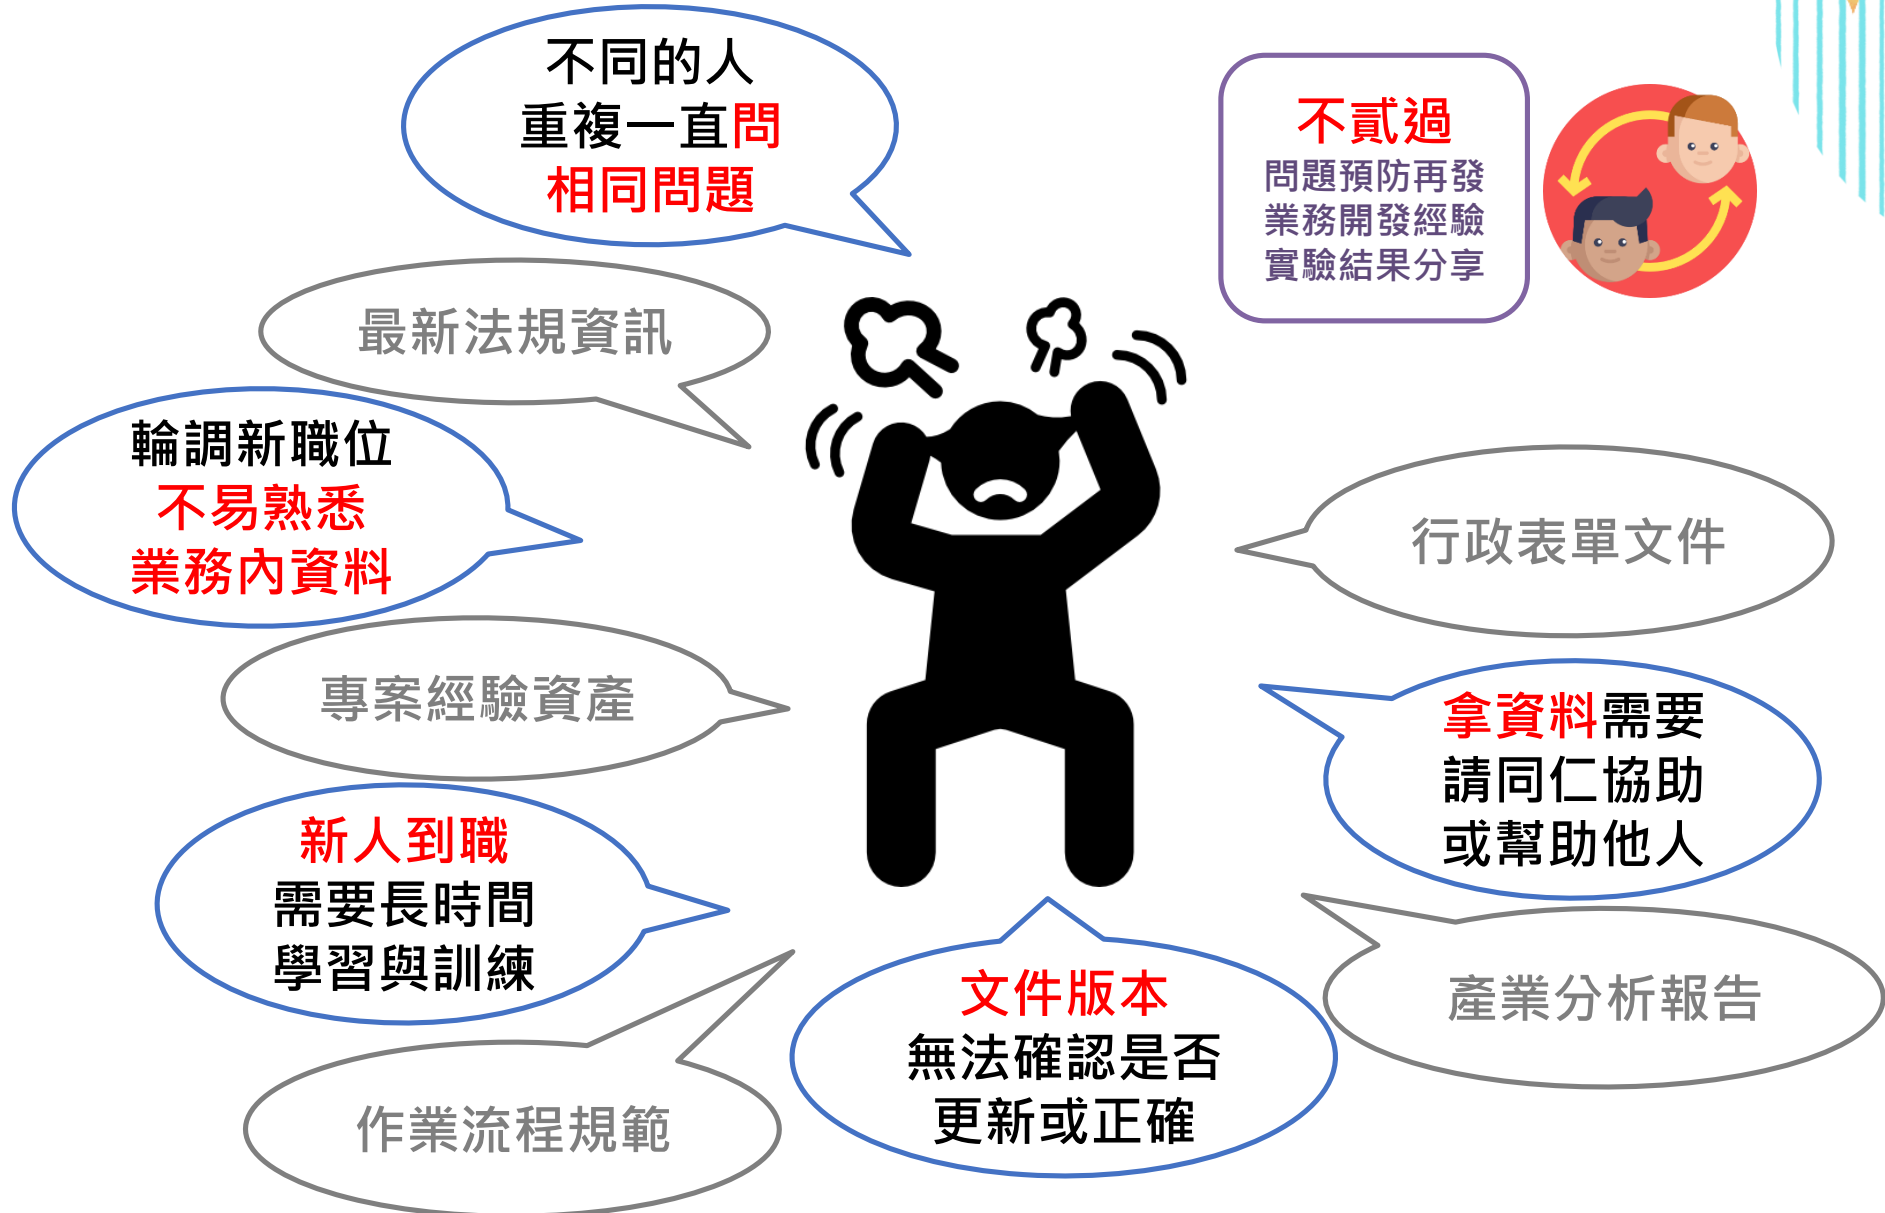 不同的人
重複一直問
相同問題
不貳過
問題預防再發
業務開發經驗
實驗結果分享
最新法規資訊
輪調新職位
不易熟悉
業務內資料
行政表單文件
專案經驗資產
拿資料需要
請同仁協助
或幫助他人
新人到職
需要長時間
學習與訓練
文件版本
無法確認是否
更新或正確
產業分析報告
作業流程規範